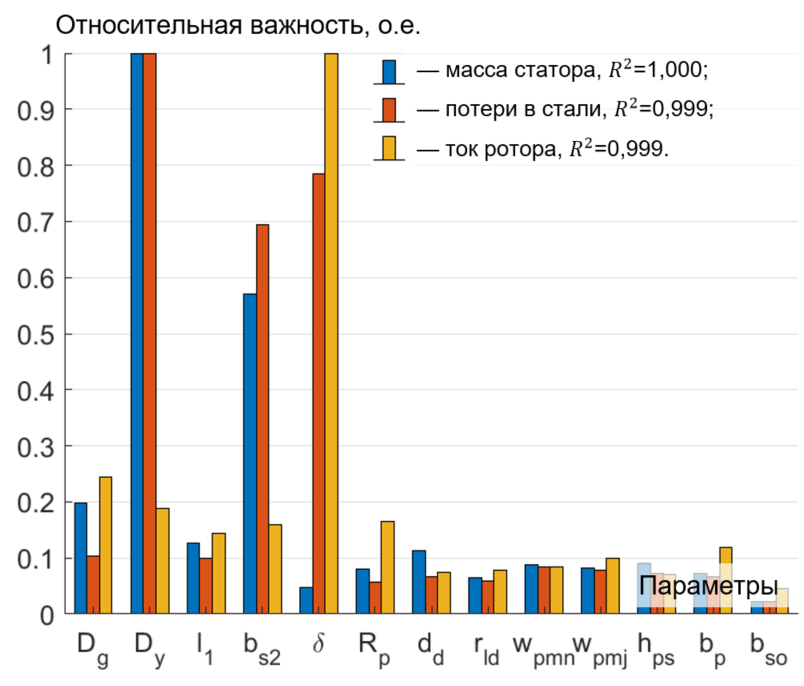 Относительная важность, о.е.
1
— масса статора, R²=1,000;
0.9
— потери в стали, R²=0,999;
— ток ротора, R²=0,999.
0.8
0.7
0.6
0.5
0.4
0.3
0.2
0.1
Параметры
0
D_g D_y l_1 b_s2 δ R_p d_d r_ld w_pmn w_pmj h_ps b_p b_so